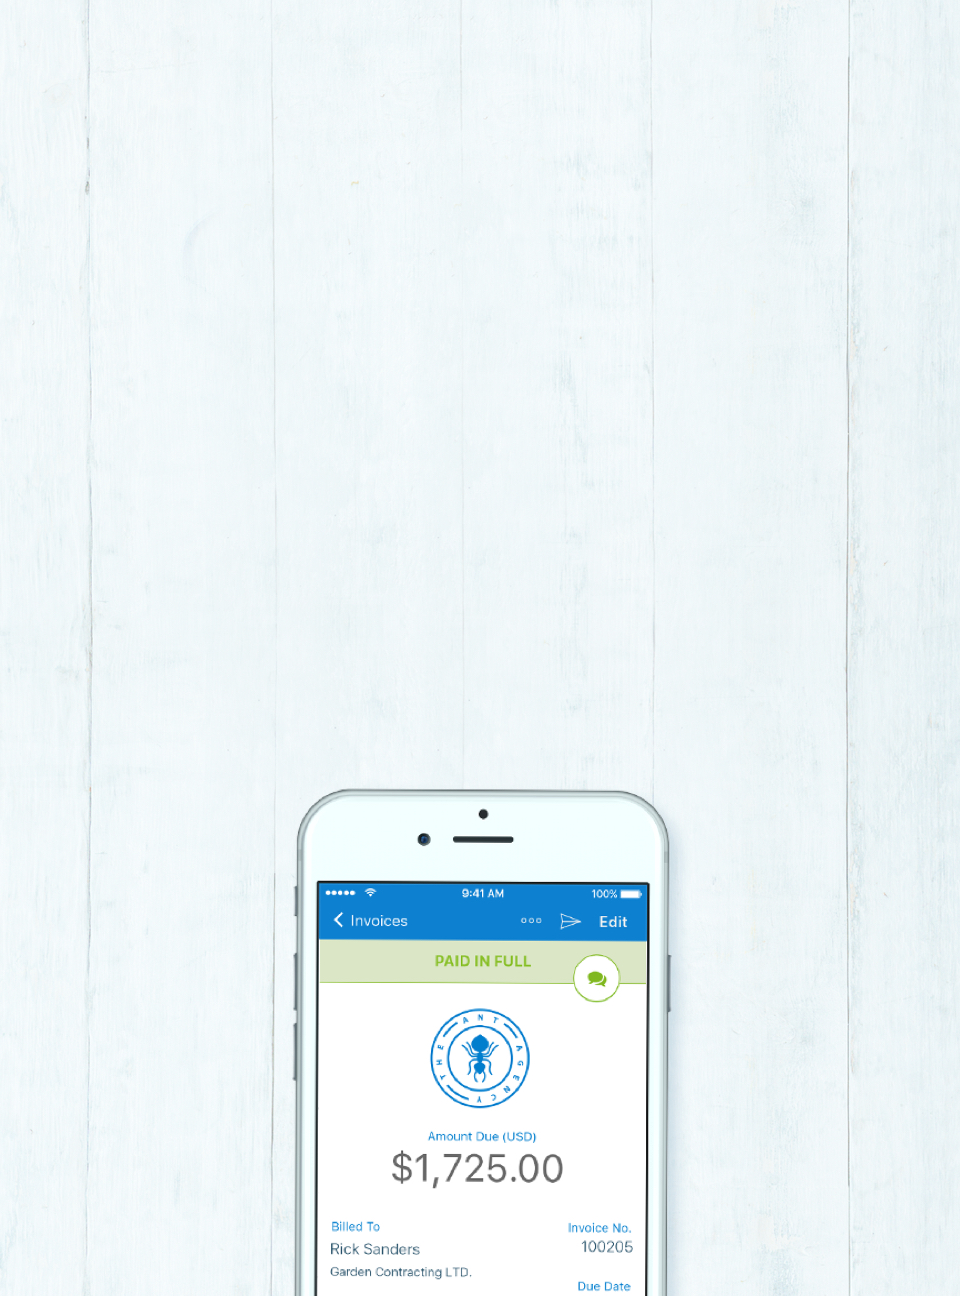 9:41 AM
100%
Invoices
Edit
PAID IN FULL
THE ANT AGENCY
Amount Due (USD)
$1,725.00
Billed To
Invoice No.
Rick Sanders
100205
Garden Contracting LTD.
Due Date